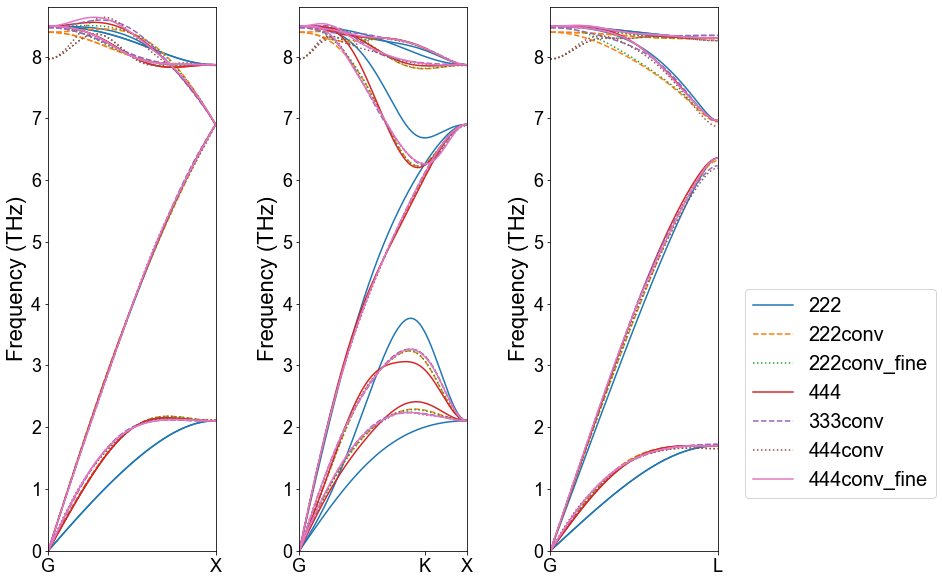 Frequency (THz)
8
7
6
5
4
3
2
1
0
G X
Frequency (THz)
8
7
6
5
4
3
2
1
0
G K X
Frequency (THz)
8
7
6
5
4
3
2
1
0
G L
222
222conv
222conv_fine
444
333conv
444conv
444conv_fine